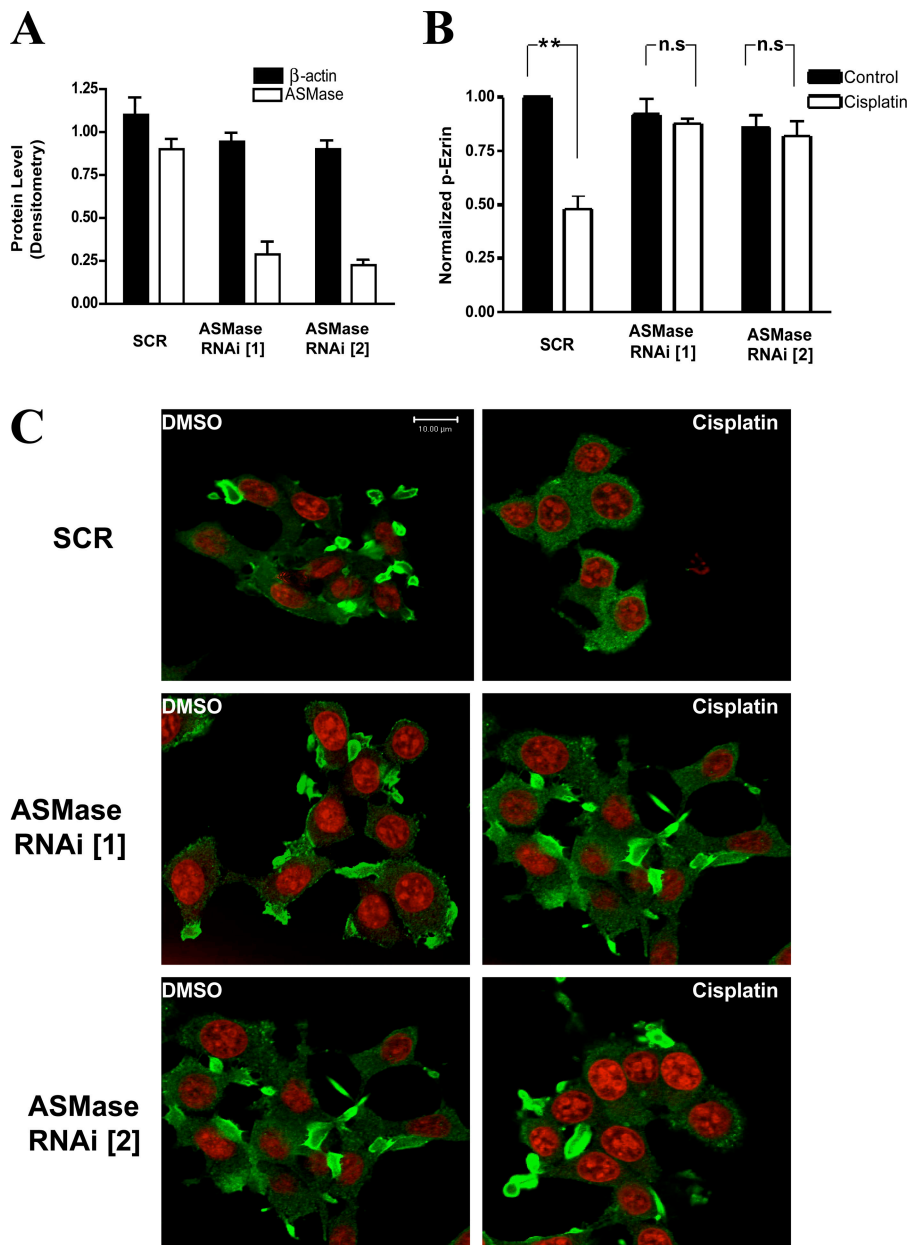 A
β-actin
ASMase
Protein Level
(Densitometry)
1.25
1.00
0.75
0.50
0.25
0.00
SCR
ASMase
RNAi [1]
ASMase
RNAi [2]
B
**
n.s
n.s
Control
Cisplatin
Normalized p-Ezrin
1.00
0.75
0.50
0.25
0.00
SCR
ASMase
RNAi [1]
ASMase
RNAi [2]
C
DMSO
10.00 µm
Cisplatin
SCR
DMSO
Cisplatin
ASMase
RNAi [1]
DMSO
Cisplatin
ASMase
RNAi [2]